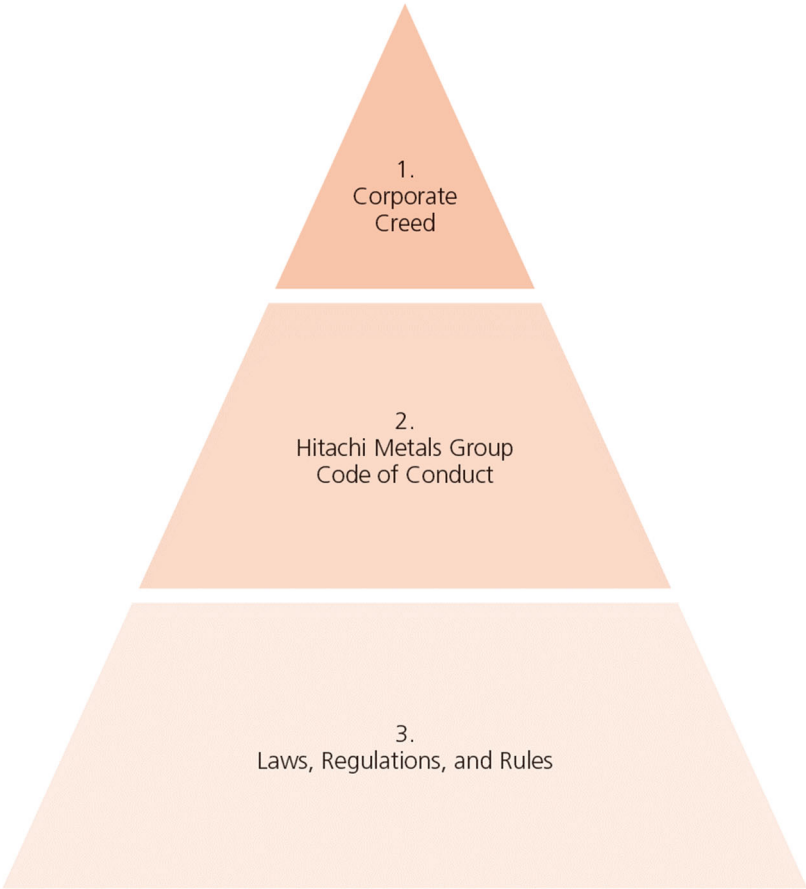 1.
Corporate
Creed
2.
Hitachi Metals Group
Code of Conduct
3.
Laws, Regulations, and Rules